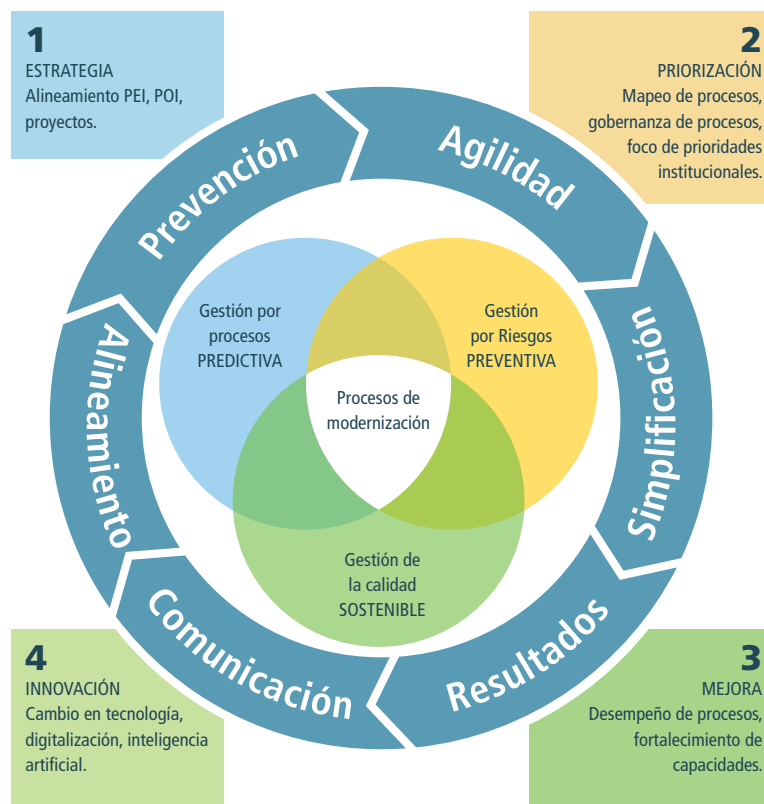 1
ESTRATEGIA
Alineamiento PEI, POI,
proyectos.
2
PRIORIZACIÓN
Mapeo de procesos,
gobernanza de procesos,
foco de prioridades
institucionales.
Prevención
Agilidad
Simplificación
Resultados
Comunicación
Alineamiento
Gestión por
procesos
PREDICTIVA
Gestión
por Riesgos
PREVENTIVA
Procesos de
modernización
Gestión de
la calidad
SOSTENIBLE
4
INNOVACIÓN
Cambio en tecnología,
digitalización, inteligencia
artificial.
3
MEJORA
Desempeño de procesos,
fortalecimiento de
capacidades.